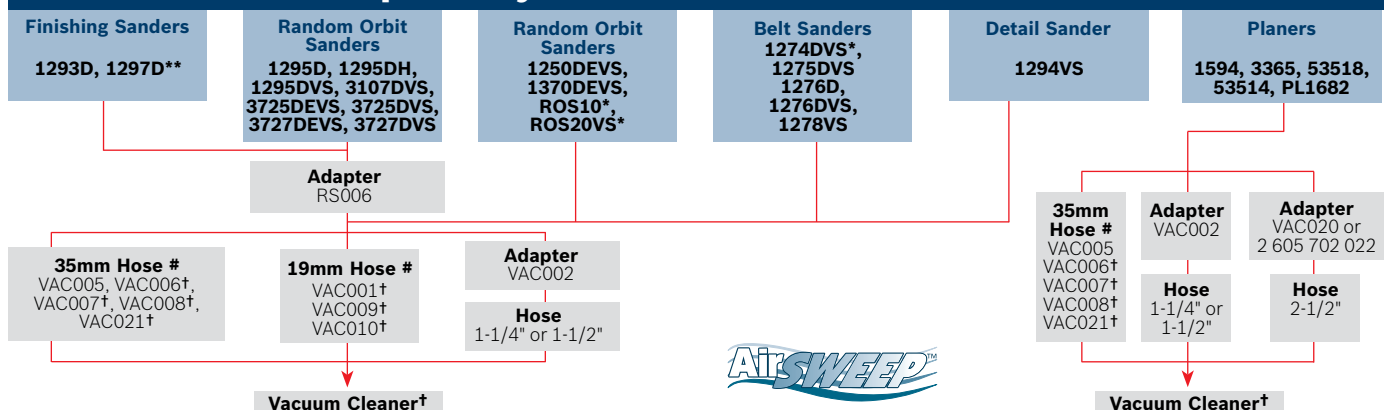 Finishing Sanders
1293D, 1297D**
Random Orbit
Sanders
1295D, 1295DH,
1295DVS, 3107DVS,
3725DEVS, 3725DVS,
3727DEVS, 3727DVS
Random Orbit
Sanders
1250DEVS,
1370DEVS,
ROS10*,
ROS20VS*
Belt Sanders
1274DVS*,
1275DVS
1276D,
1276DVS,
1278VS
Detail Sander
1294VS
Planers
1594, 3365, 53518,
53514, PL1682
Adapter
RS006
35mm Hose #
VAC005, VAC006†,
VAC007†, VAC008†,
VAC021†
19mm Hose #
VAC001†
VAC009†
VAC010†
Adapter
VAC002
Hose
1-1/4" or 1-1/2"
Vacuum Cleaner†
AirSWEEP™
35mm
Hose #
VAC005
VAC006†
VAC007†
VAC008†
VAC021†
Adapter
VAC002
Hose
1-1/4" or
1-1/2"
Adapter
VAC020 or
2 605 702 022
Hose
2-1/2"
Vacuum Cleaner†